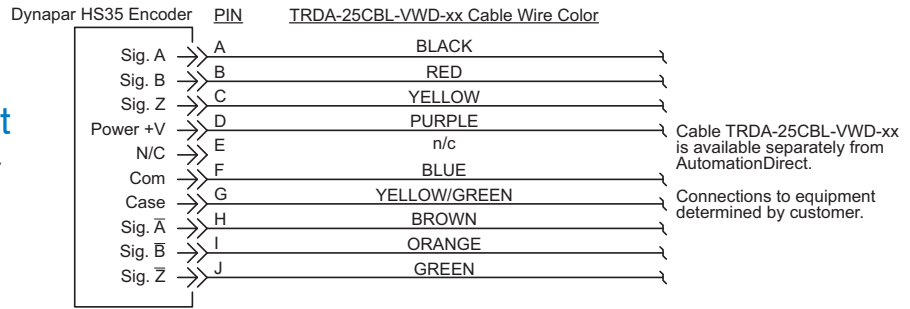 Dynapar HS35 Encoder PIN TRDA-25CBL-VWD-xx Cable Wire Color
Sig. A A BLACK
Sig. B B RED
Sig. Z C YELLOW
Power +V D PURPLE
N/C E n/c
Com F BLUE
Case G YELLOW/GREEN
Sig. A̅ H BROWN
Sig. B̅ I ORANGE
Sig. Z̅ J GREEN
t
Cable TRDA-25CBL-VWD-xx
is available separately from
AutomationDirect.
Connections to equipment
determined by customer.